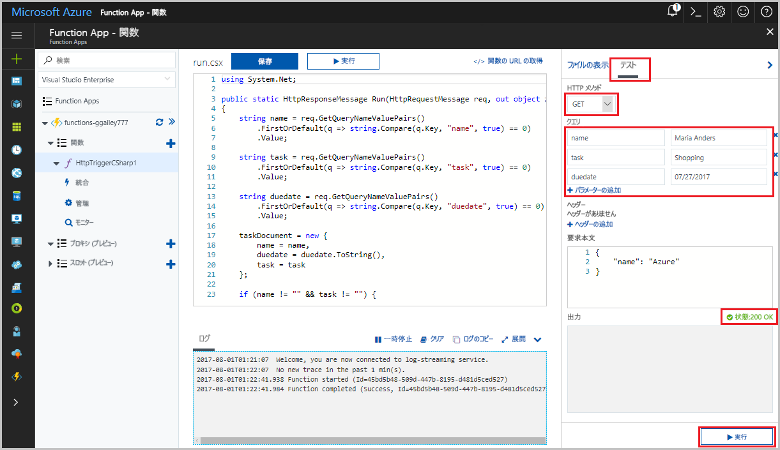 Microsoft Azure Function App - 関数
1
Function App - 関数
Function Apps
検索
Visual Studio Enterprise
Function Apps
functions-ggailey777
関数
HttpTriggerCSharp1
統合
管理
モニター
プロキシ (プレビュー)
スロット (プレビュー)
run.csx
保存
実行
</> 関数の URL の取得
1 using System.Net;
2
3 public static HttpResponseMessage Run(HttpRequestMessage req, out object
4 {
5 string name = req.GetQueryNameValuePairs()
6 .FirstOrDefault(q => string.Compare(q.Key, "name", true) == 0)
7 .Value;
8
9 string task = req.GetQueryNameValuePairs()
10 .FirstOrDefault(q => string.Compare(q.Key, "task", true) == 0)
11 .Value;
12
13 string duedate = req.GetQueryNameValuePairs()
14 .FirstOrDefault(q => string.Compare(q.Key, "duedate", true) == 0)
15 .Value;
16
17 taskDocument = new {
18 name = name,
19 duedate = duedate.ToString(),
20 task = task
21 };
22
23 if (name != "" && task != "") {
ログ
一時停止
クリア
ログのコピー
展開
2017-08-01T01:21:07 Welcome, you are now connected to log-streaming service.
2017-08-01T01:22:07 No new trace in the past 1 min(s).
2017-08-01T01:22:41.938 Function started (Id=45bd5b48-509d-447b-8195-d481d5ced527)
2017-08-01T01:22:41.984 Function completed (Success, Id=45bd5b48-509d-447b-8195-d481d5ced527
ファイルの表示
テスト
HTTP メソッド
GET
クエリ
name Maria Anders
task Shopping
duedate 07/27/2017
パラメーターの追加
ヘッダー
ヘッダーがありません
ヘッダーの追加
要求本文
1 {
2 "name": "Azure"
3 }
出力
状態:200 OK
実行